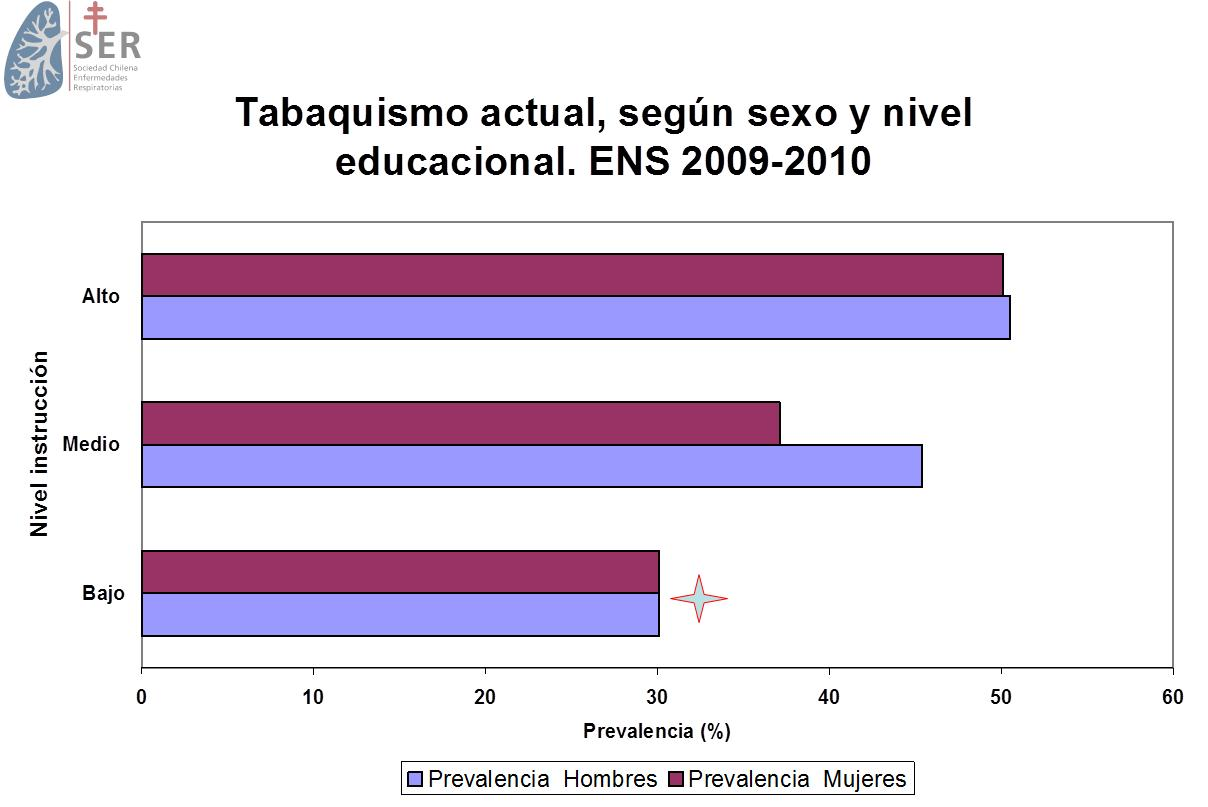 SER
Sociedad Chilena
Enfermedades
Respiratorias
Tabaquismo actual, según sexo y nivel
educacional. ENS 2009-2010
Nivel instrucción
Alto
Medio
Bajo
0 10 20 30 40 50 60
Prevalencia (%)
Prevalencia Hombres Prevalencia Mujeres